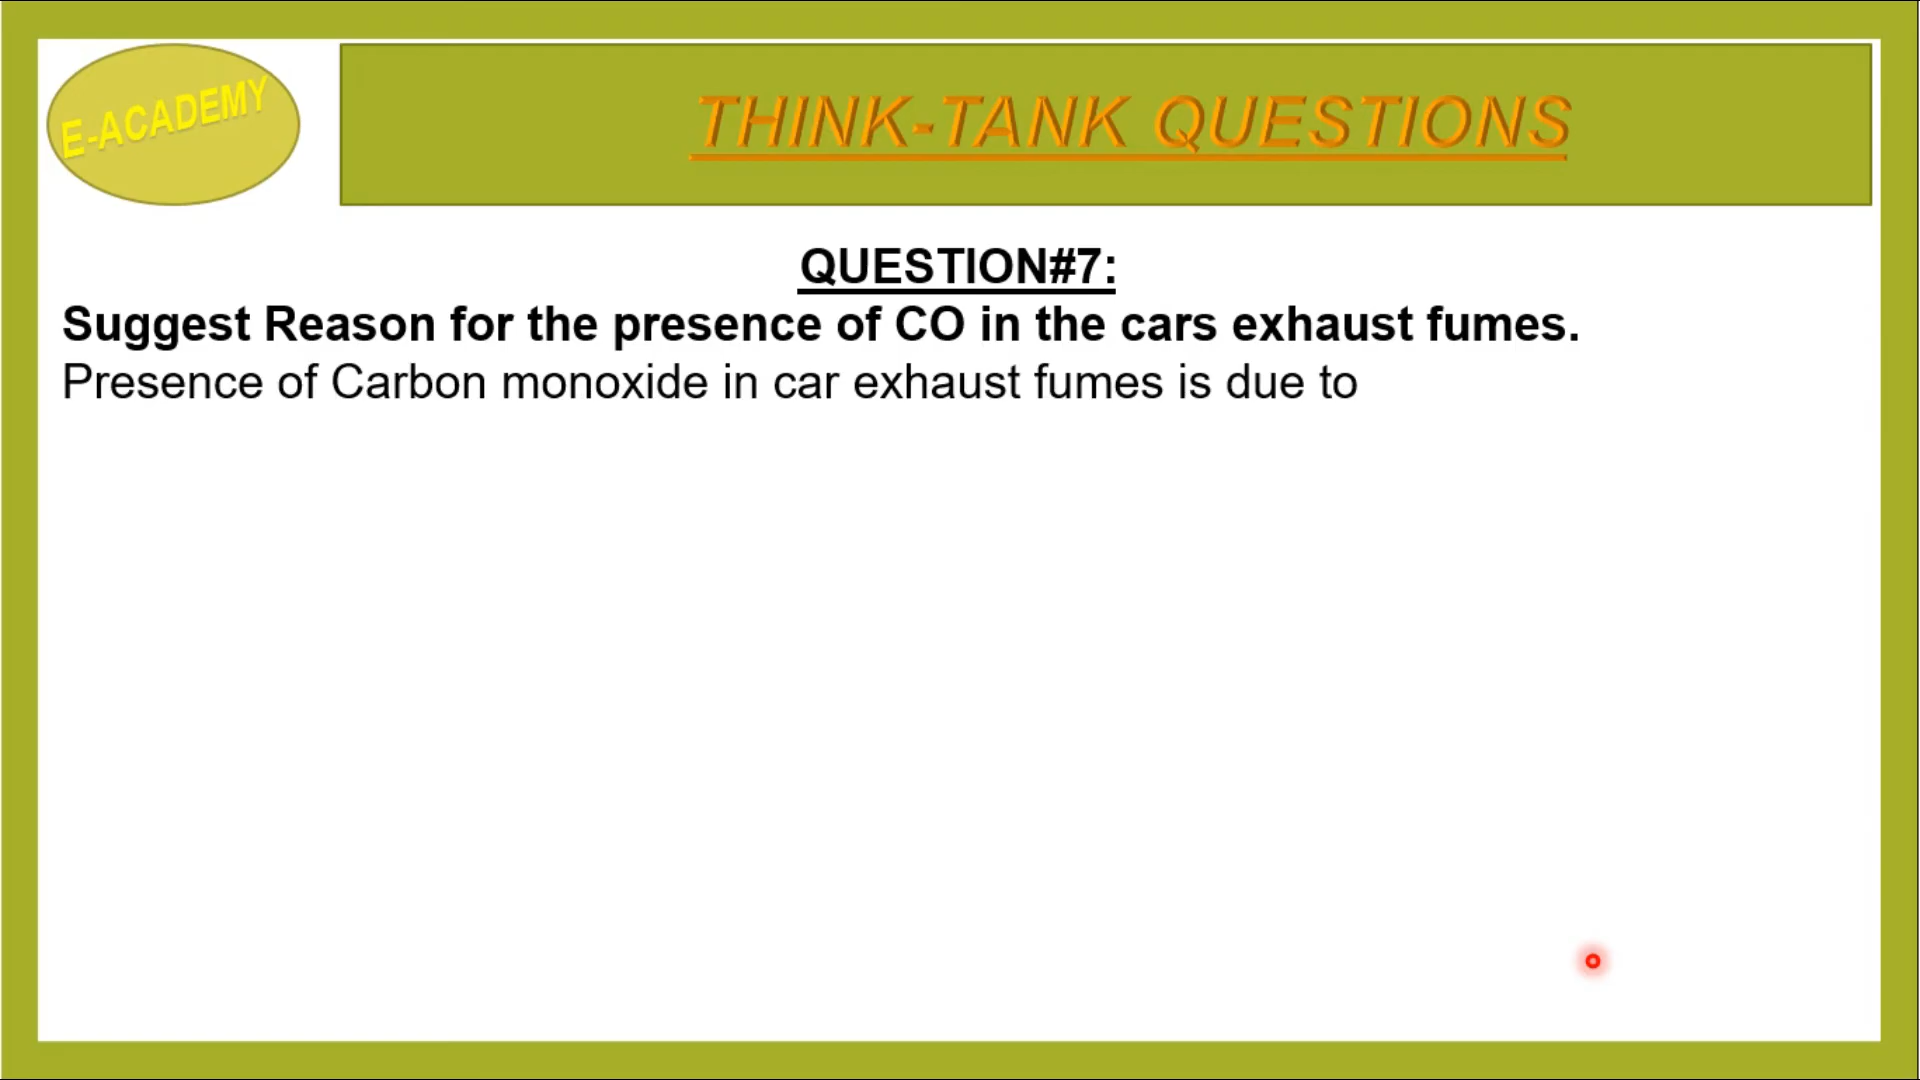 E-ACADEMY
THINK-TANK QUESTIONS
QUESTION#7:
Suggest Reason for the presence of CO in the cars exhaust fumes.
Presence of Carbon monoxide in car exhaust fumes is due to